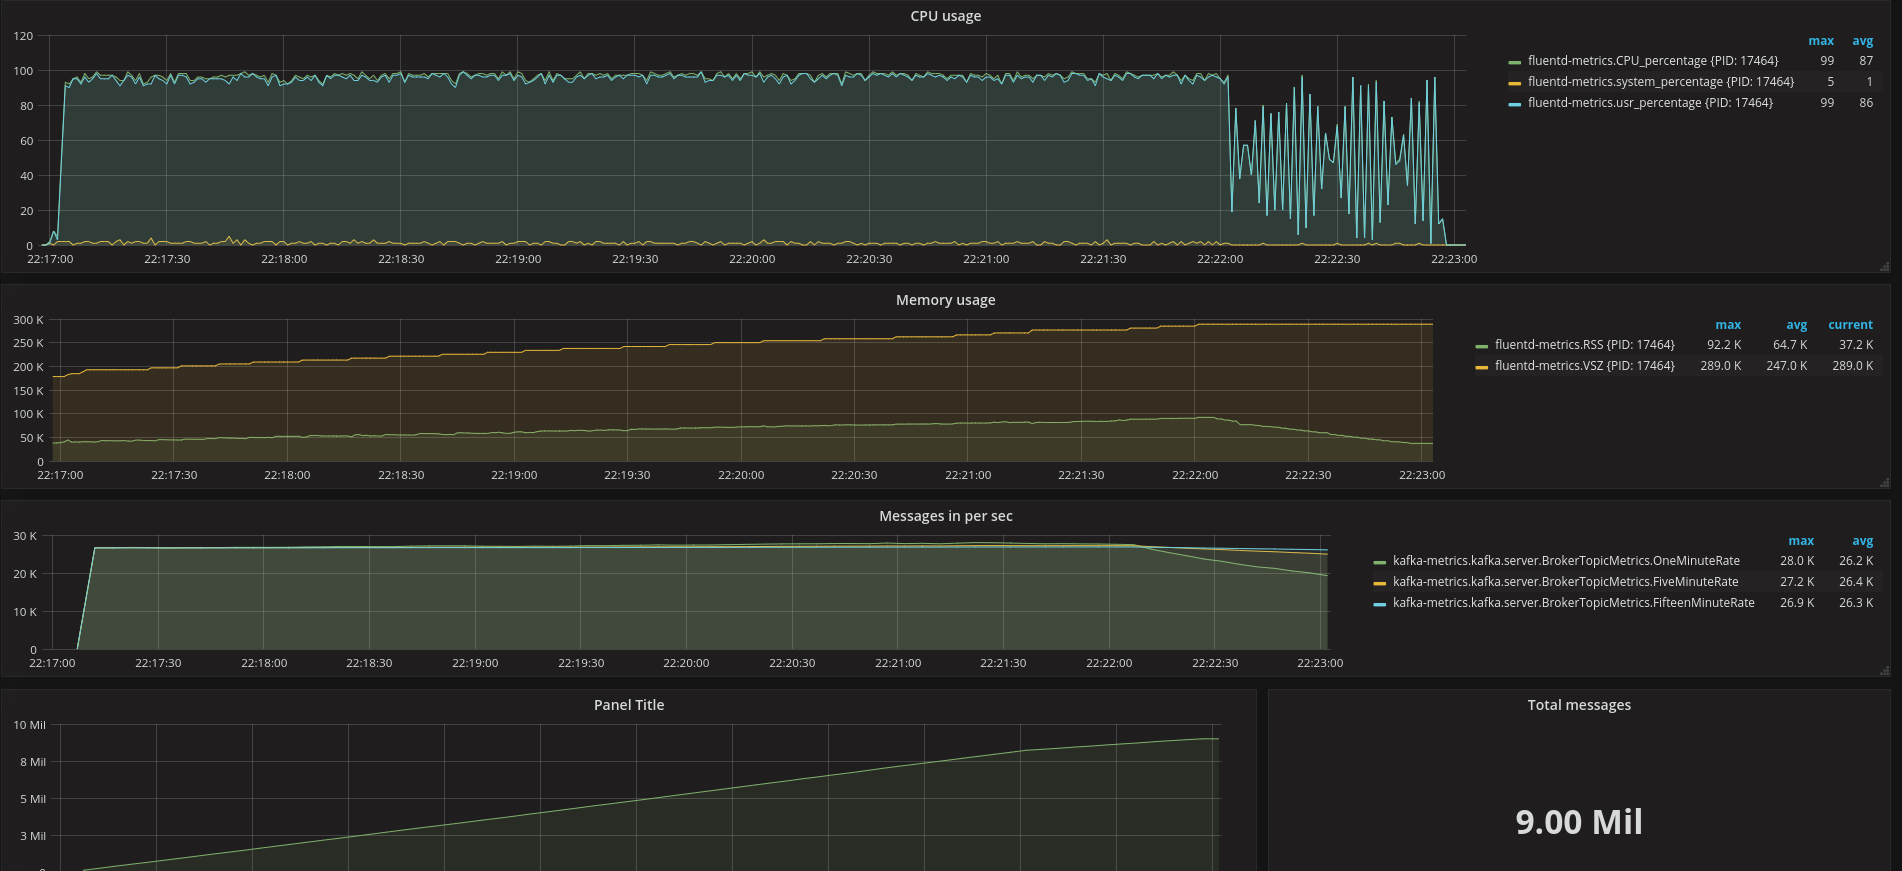 CPU usage
120
100
80
60
40
20
0
22:17:00 22:17:30 22:18:00 22:18:30 22:19:00 22:19:30 22:20:00 22:20:30 22:21:00 22:21:30 22:22:00 22:22:30 22:23:00
max avg
fluentd-metrics.CPU_percentage {PID: 17464} 99 87
fluentd-metrics.system_percentage {PID: 17464} 5 1
fluentd-metrics.usr_percentage {PID: 17464} 99 86
Memory usage
300 K
250 K
200 K
150 K
100 K
50 K
0
22:17:00 22:17:30 22:18:00 22:18:30 22:19:00 22:19:30 22:20:00 22:20:30 22:21:00 22:21:30 22:22:00 22:22:30 22:23:00
max avg current
fluentd-metrics.RSS {PID: 17464} 92.2 K 64.7 K 37.2 K
fluentd-metrics.VSZ {PID: 17464} 289.0 K 247.0 K 289.0 K
Messages in per sec
30 K
20 K
10 K
0
22:17:00 22:17:30 22:18:00 22:18:30 22:19:00 22:19:30 22:20:00 22:20:30 22:21:00 22:21:30 22:22:00 22:22:30 22:23:00
max avg
kafka-metrics.kafka.server.BrokerTopicMetrics.OneMinuteRate 28.0 K 26.2 K
kafka-metrics.kafka.server.BrokerTopicMetrics.FiveMinuteRate 27.2 K 26.4 K
kafka-metrics.kafka.server.BrokerTopicMetrics.FifteenMinuteRate 26.9 K 26.3 K
Panel Title
10 Mil
8 Mil
5 Mil
3 Mil
Total messages
9.00 Mil